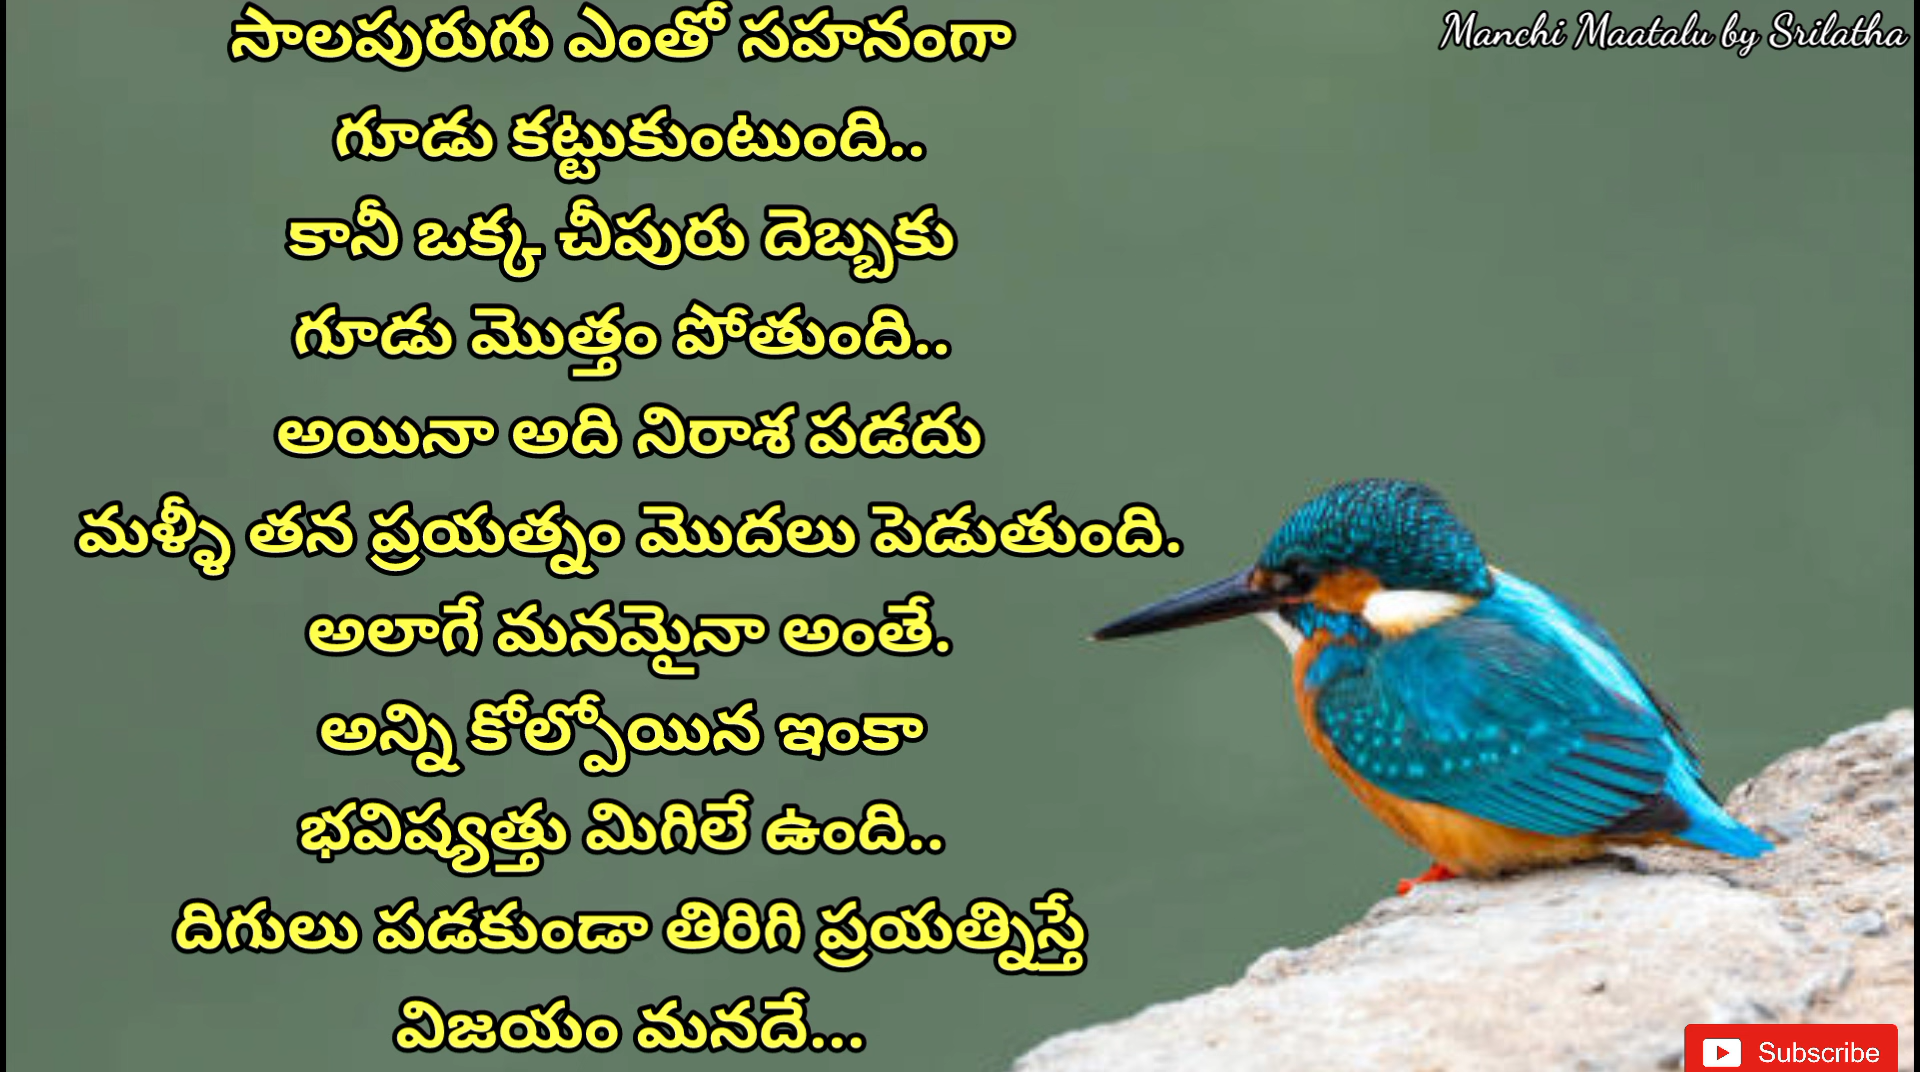 సాలపురుగు ఎంతో సహనంగా
Manchi Maatalu by Srilatha
గూడు కట్టుకుంటుంది..
కానీ ఒక్క చీపురు దెబ్బకు
గూడు మొత్తం పోతుంది..
అయినా అది నిరాశ పడదు
మళ్ళీ తన ప్రయత్నం మొదలు పెడుతుంది.
అలాగే మనమైనా అంతే.
అన్ని కోల్పోయిన ఇంకా
భవిష్యత్తు మిగిలే ఉంది..
దిగులు పడకుండా తిరిగి ప్రయత్నిస్తే
విజయం మనదే...
Subscribe